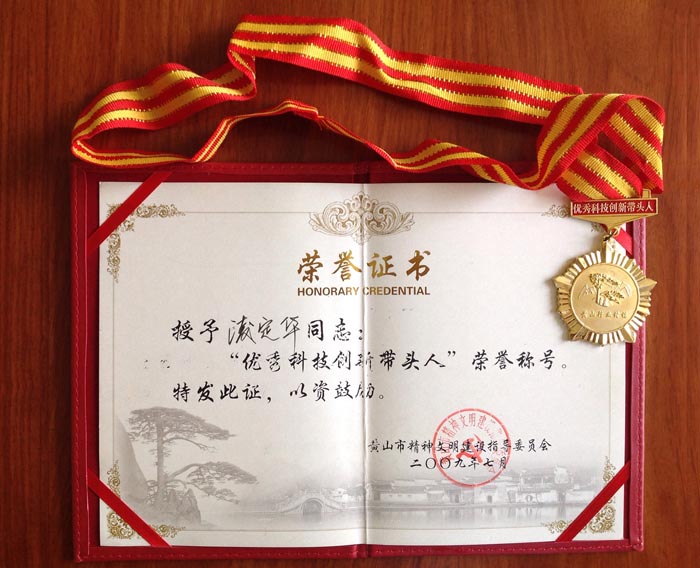 优秀科技创新带头人
荣誉证书
HONORARY CREDENTIAL
授予 定华同志:
“优秀科技创新带头人”荣誉称号。
特发此证,以资鼓励。
黄山市精神文明建设指导委员会
二〇〇九年七月